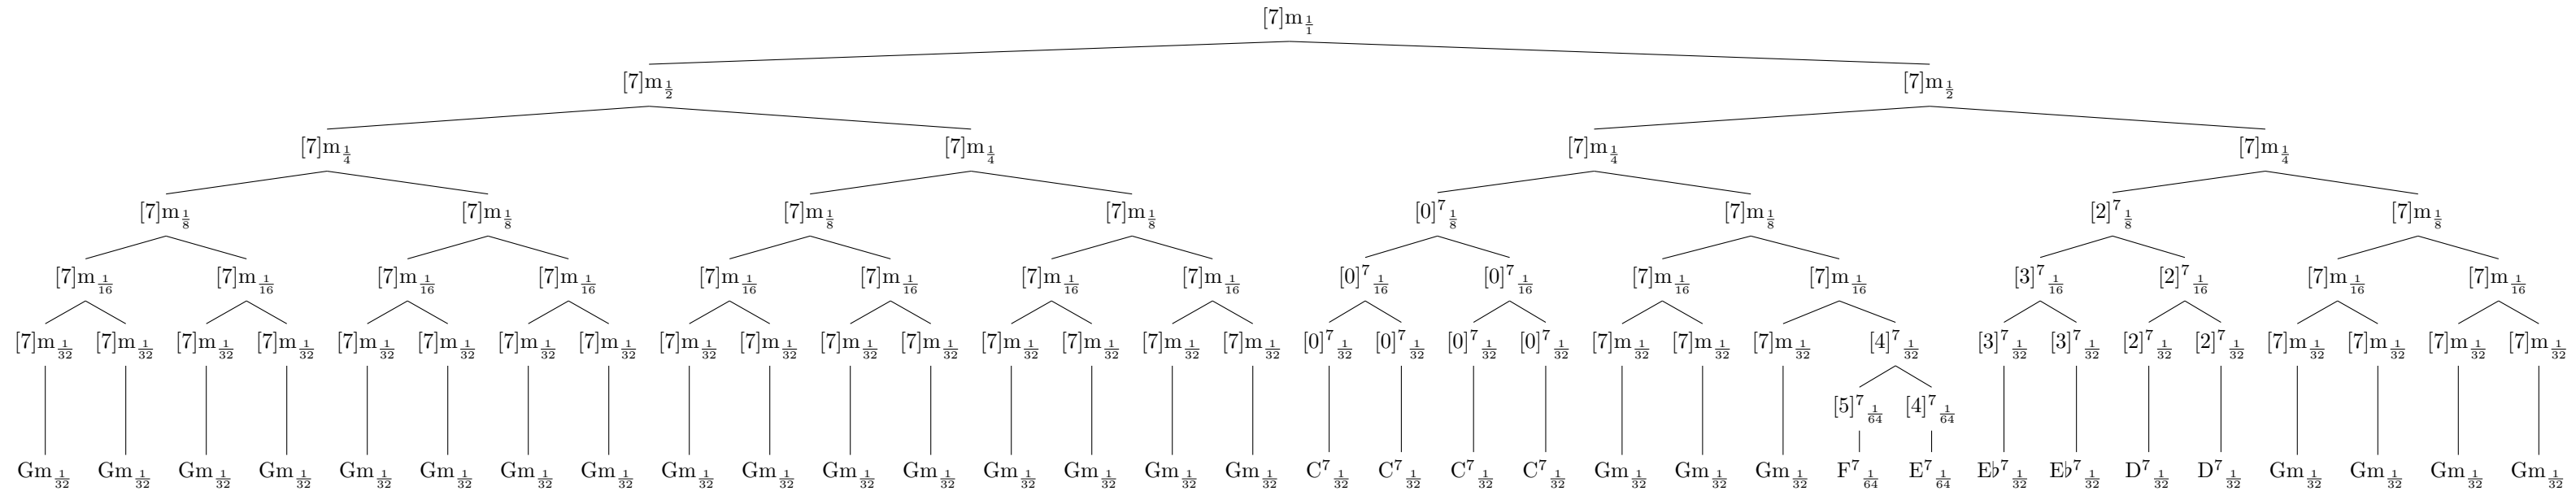 [7]m 1/1
[7]m 1/2 [7]m 1/2
[7]m 1/4 [7]m 1/4 [7]m 1/4 [7]m 1/4
[7]m 1/8 [7]m 1/8 [7]m 1/8 [7]m 1/8 [0]⁷ 1/8 [7]m 1/8 [2]⁷ 1/8 [7]m 1/8
[7]m 1/16 [7]m 1/16 [7]m 1/16 [7]m 1/16 [7]m 1/16 [7]m 1/16 [7]m 1/16 [7]m 1/16 [0]⁷ 1/16 [0]⁷ 1/16 [7]m 1/16 [7]m 1/16 [3]⁷ 1/16 [2]⁷ 1/16 [7]m 1/16 [7]m 1/16
[7]m 1/32 [7]m 1/32 [7]m 1/32 [7]m 1/32 [7]m 1/32 [7]m 1/32 [7]m 1/32 [7]m 1/32 [7]m 1/32 [7]m 1/32 [7]m 1/32 [7]m 1/32 [7]m 1/32 [7]m 1/32 [7]m 1/32 [7]m 1/32 [0]⁷ 1/32 [0]⁷ 1/32 [0]⁷ 1/32 [0]⁷ 1/32 [7]m 1/32 [7]m 1/32 [7]m 1/32 [4]⁷ 1/32 [3]⁷ 1/32 [3]⁷ 1/32 [2]⁷ 1/32 [2]⁷ 1/32 [7]m 1/32 [7]m 1/32 [7]m 1/32 [7]m 1/32
[5]⁷ 1/64 [4]⁷ 1/64
Gm 1/32 Gm 1/32 Gm 1/32 Gm 1/32 Gm 1/32 Gm 1/32 Gm 1/32 Gm 1/32 Gm 1/32 Gm 1/32 Gm 1/32 Gm 1/32 Gm 1/32 Gm 1/32 Gm 1/32 Gm 1/32 C⁷ 1/32 C⁷ 1/32 C⁷ 1/32 C⁷ 1/32 Gm 1/32 Gm 1/32 Gm 1/32 F⁷ 1/64 E⁷ 1/64 E♭⁷ 1/32 E♭⁷ 1/32 D⁷ 1/32 D⁷ 1/32 Gm 1/32 Gm 1/32 Gm 1/32 Gm 1/32